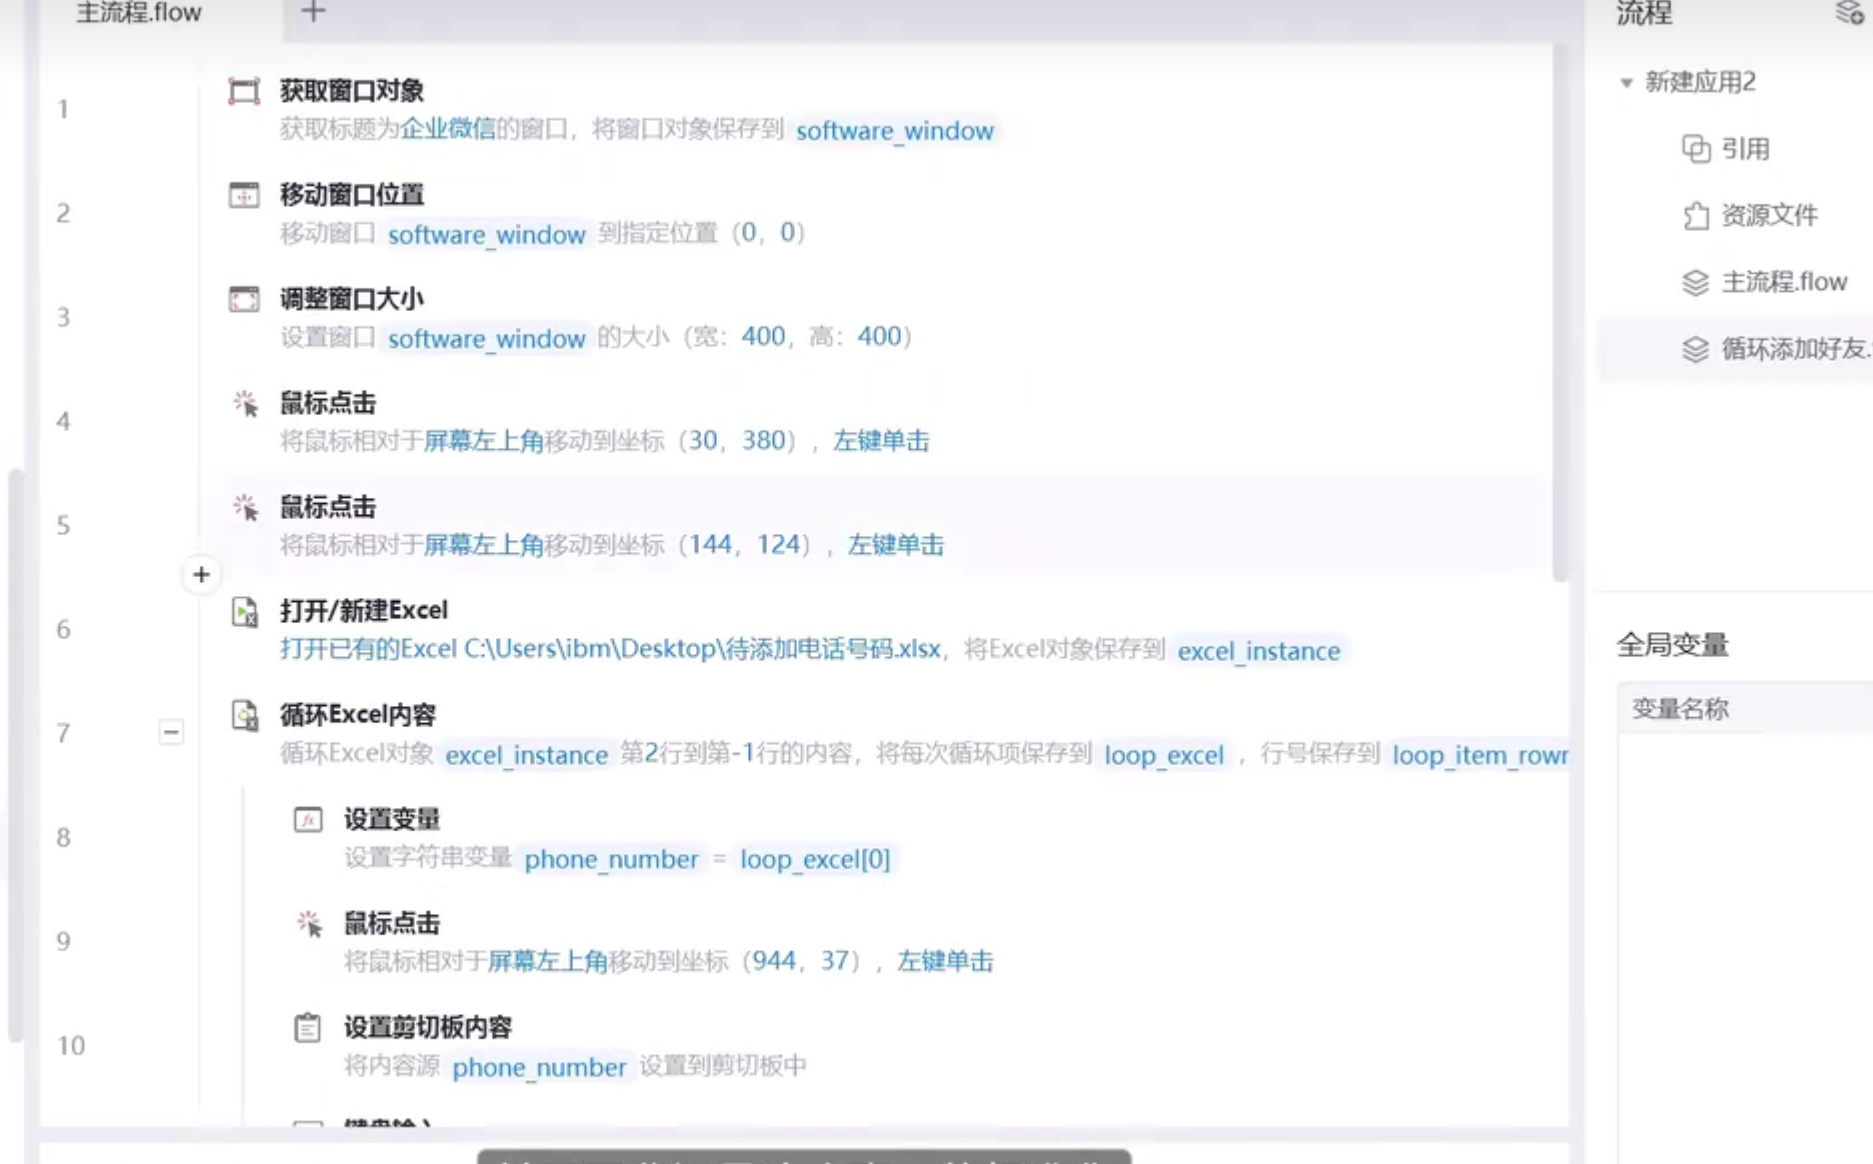 主流程.flow
流程
1
获取窗口对象
获取标题为企业微信的窗口，将窗口对象保存到 software_window
2
移动窗口位置
移动窗口 software_window 到指定位置（0，0）
3
调整窗口大小
设置窗口 software_window 的大小（宽：400，高：400）
4
鼠标点击
将鼠标相对于屏幕左上角移动到坐标（30，380），左键单击
5
鼠标点击
将鼠标相对于屏幕左上角移动到坐标（144，124），左键单击
6
打开/新建Excel
打开已有的Excel C:\Users\ibm\Desktop\待添加电话号码.xlsx，将Excel对象保存到 excel_instance
7
循环Excel内容
循环Excel对象 excel_instance 第2行到第-1行的内容，将每次循环项保存到 loop_excel ，行号保存到 loop_item_rowr
8
设置变量
设置字符串变量 phone_number = loop_excel[0]
9
鼠标点击
将鼠标相对于屏幕左上角移动到坐标（944，37），左键单击
10
设置剪切板内容
将内容源 phone_number 设置到剪切板中
键盘输入
新建应用2
引用
资源文件
主流程.flow
循环添加好友.
全局变量
变量名称